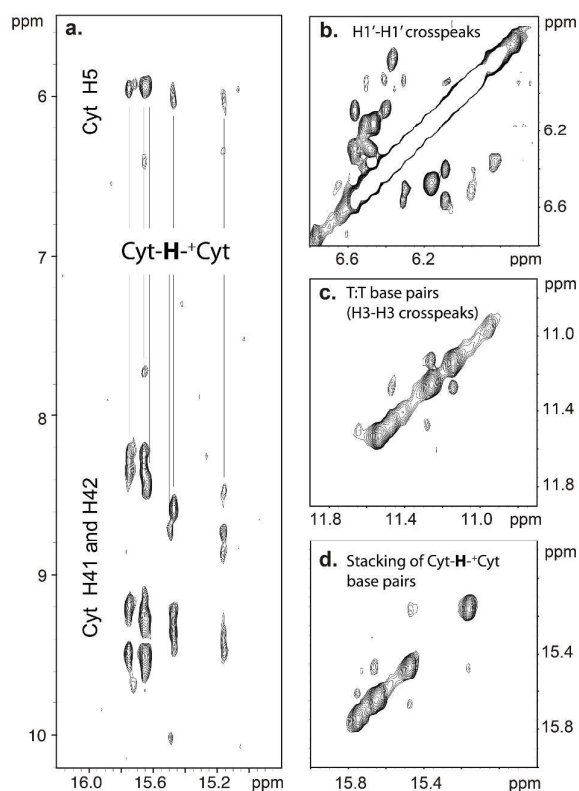 ppm
a.
Cyt H5
6
Cyt-H-⁺Cyt
7
8
Cyt H41 and H42
9
10
16.0
15.6
15.2
ppm
b. H1′-H1′ crosspeaks
ppm
6.2
6.6
6.6
6.2
ppm
c. T:T base pairs
(H3-H3 crosspeaks)
ppm
11.0
11.4
11.8
11.8
11.4
11.0
ppm
d. Stacking of Cyt-H-⁺Cyt
base pairs
ppm
15.4
15.8
15.8
15.4
ppm